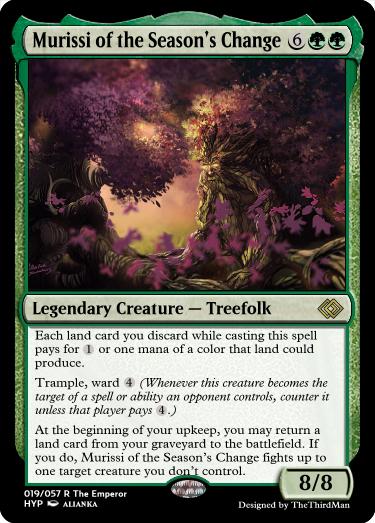 Murissi of the Season's Change 6
Legendary Creature — Treefolk
Each land card you discard while casting this spell
pays for 1 or one mana of a color that land could
produce.
Trample, ward 4 (Whenever this creature becomes the
target of a spell or ability an opponent controls, counter it
unless that player pays 4.)
At the beginning of your upkeep, you may return a
land card from your graveyard to the battlefield. If
you do, Murissi of the Season's Change fights up to
one target creature you don't control.
8/8
019/057 R The Emperor
HYP ALIANKA
Designed by TheThirdMan